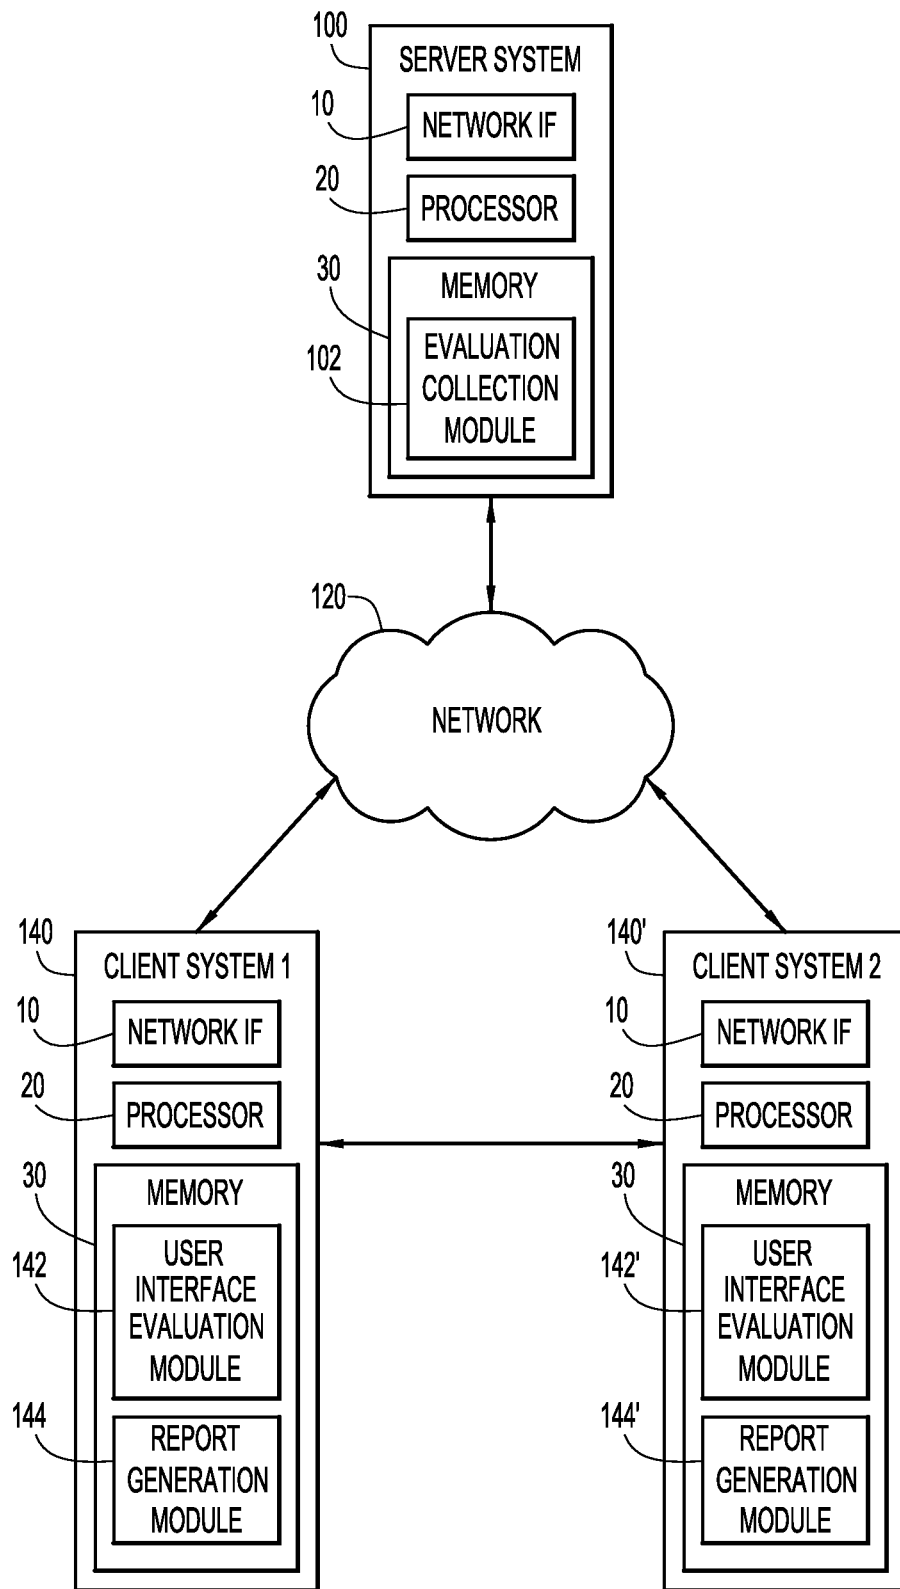 100
SERVER SYSTEM
10
NETWORK IF
20
PROCESSOR
30
MEMORY
102
EVALUATION
COLLECTION
MODULE
120
NETWORK
140
CLIENT SYSTEM 1
10
NETWORK IF
20
PROCESSOR
30
MEMORY
142
USER
INTERFACE
EVALUATION
MODULE
144
REPORT
GENERATION
MODULE
140'
CLIENT SYSTEM 2
10
NETWORK IF
20
PROCESSOR
30
MEMORY
142'
USER
INTERFACE
EVALUATION
MODULE
144'
REPORT
GENERATION
MODULE